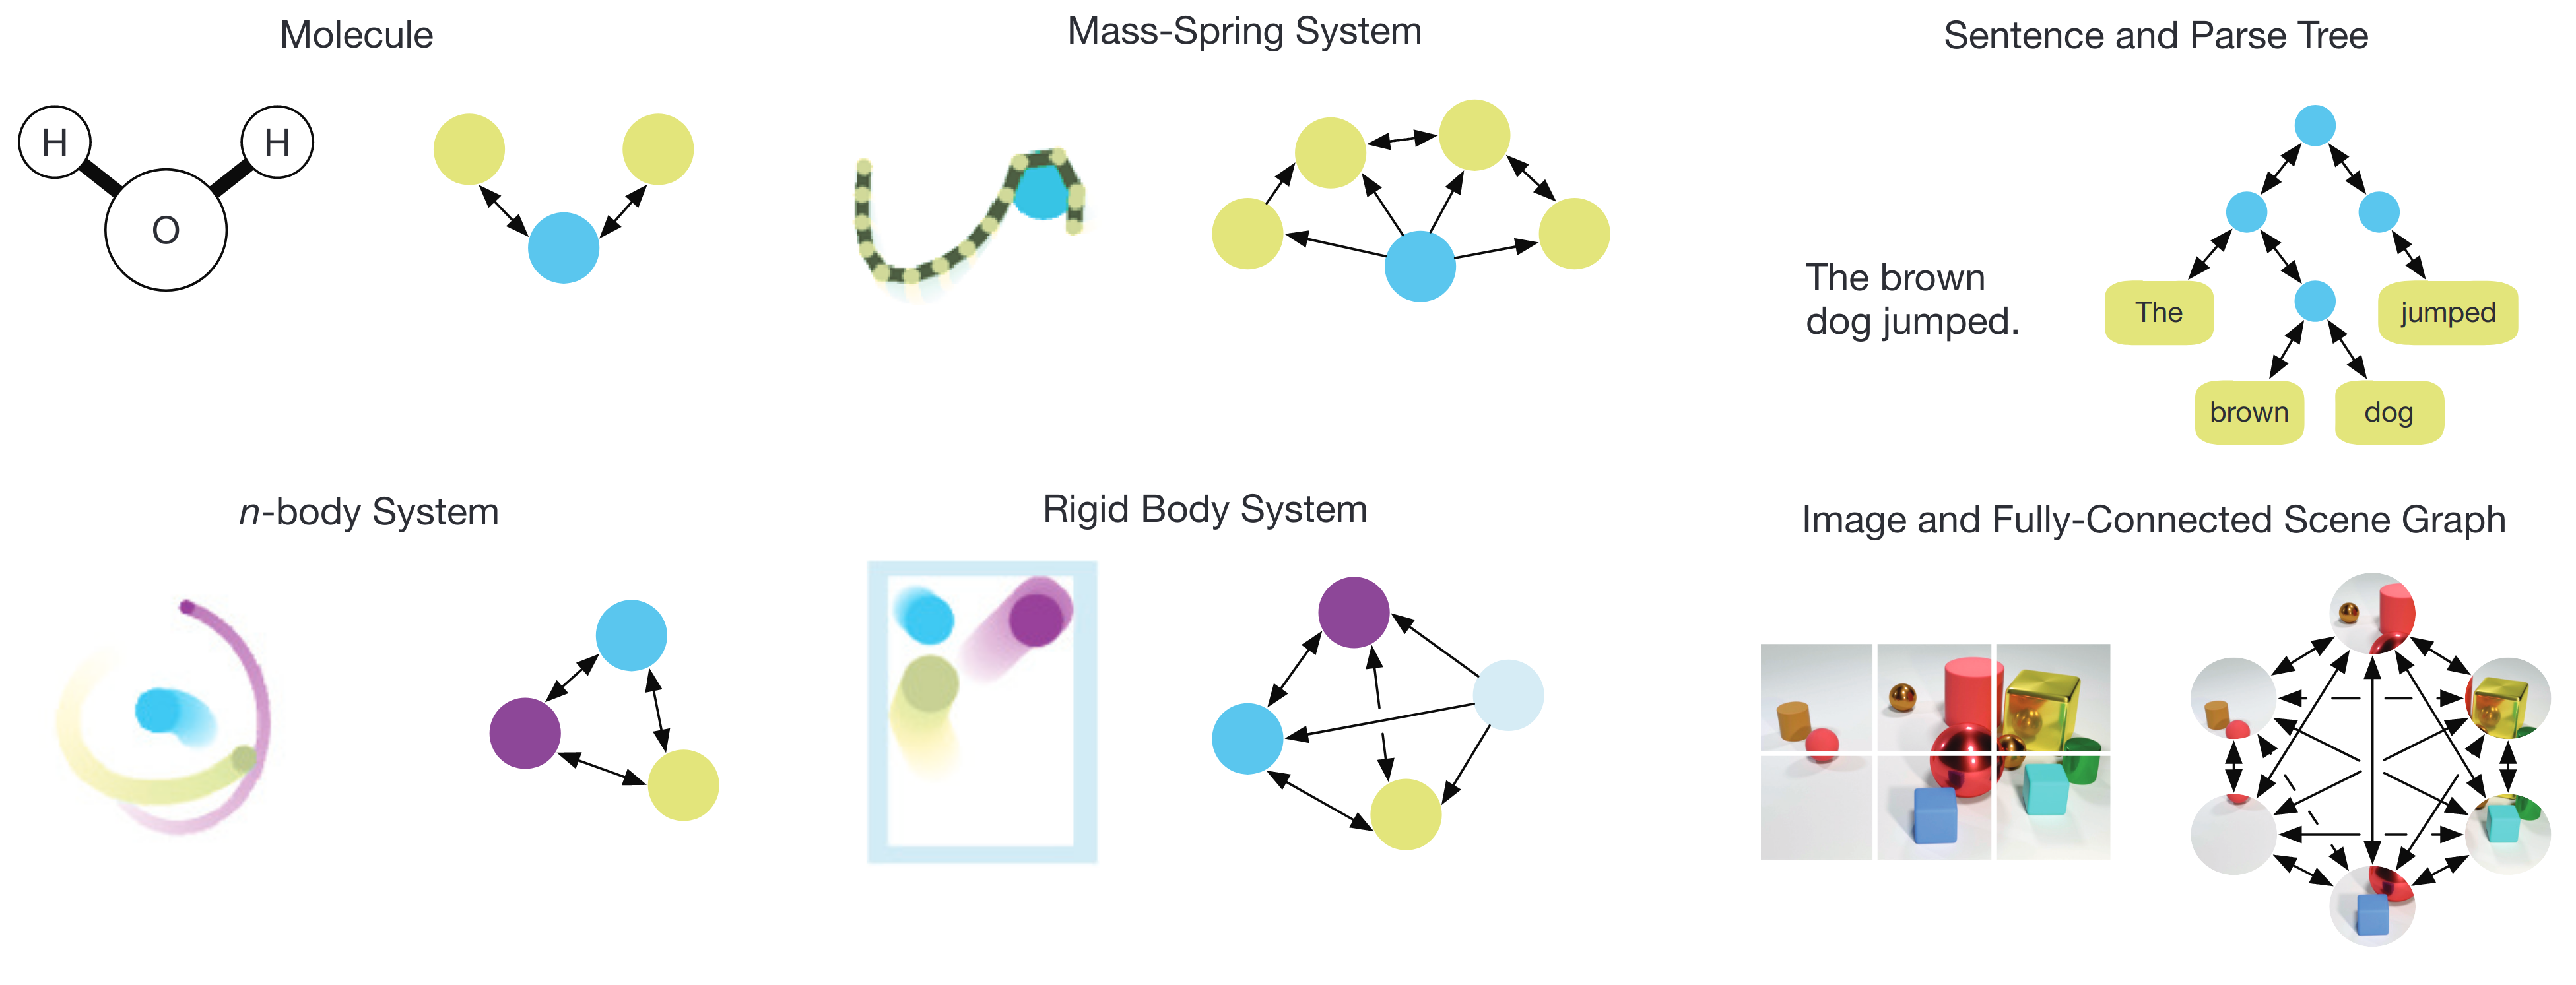 Molecule
H
H
O
Mass-Spring System
Sentence and Parse Tree
The brown
dog jumped.
The
jumped
brown
dog
n-body System
Rigid Body System
Image and Fully-Connected Scene Graph